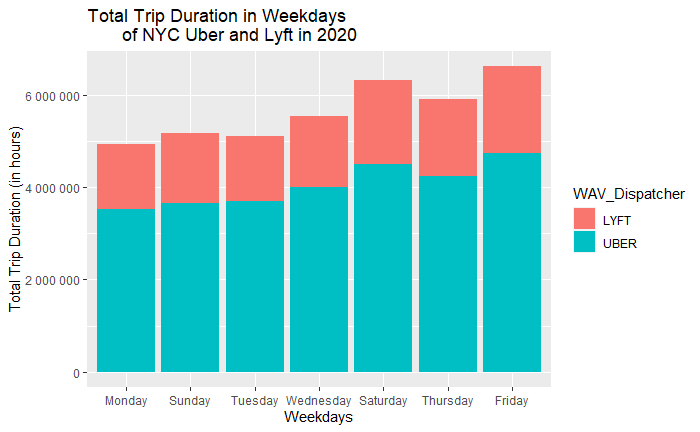 Total Trip Duration in Weekdays
of NYC Uber and Lyft in 2020
Total Trip Duration (in hours)
6 000 000
4 000 000
2 000 000
0
Monday Sunday Tuesday Wednesday Saturday Thursday Friday
Weekdays
WAV_Dispatcher
LYFT
UBER